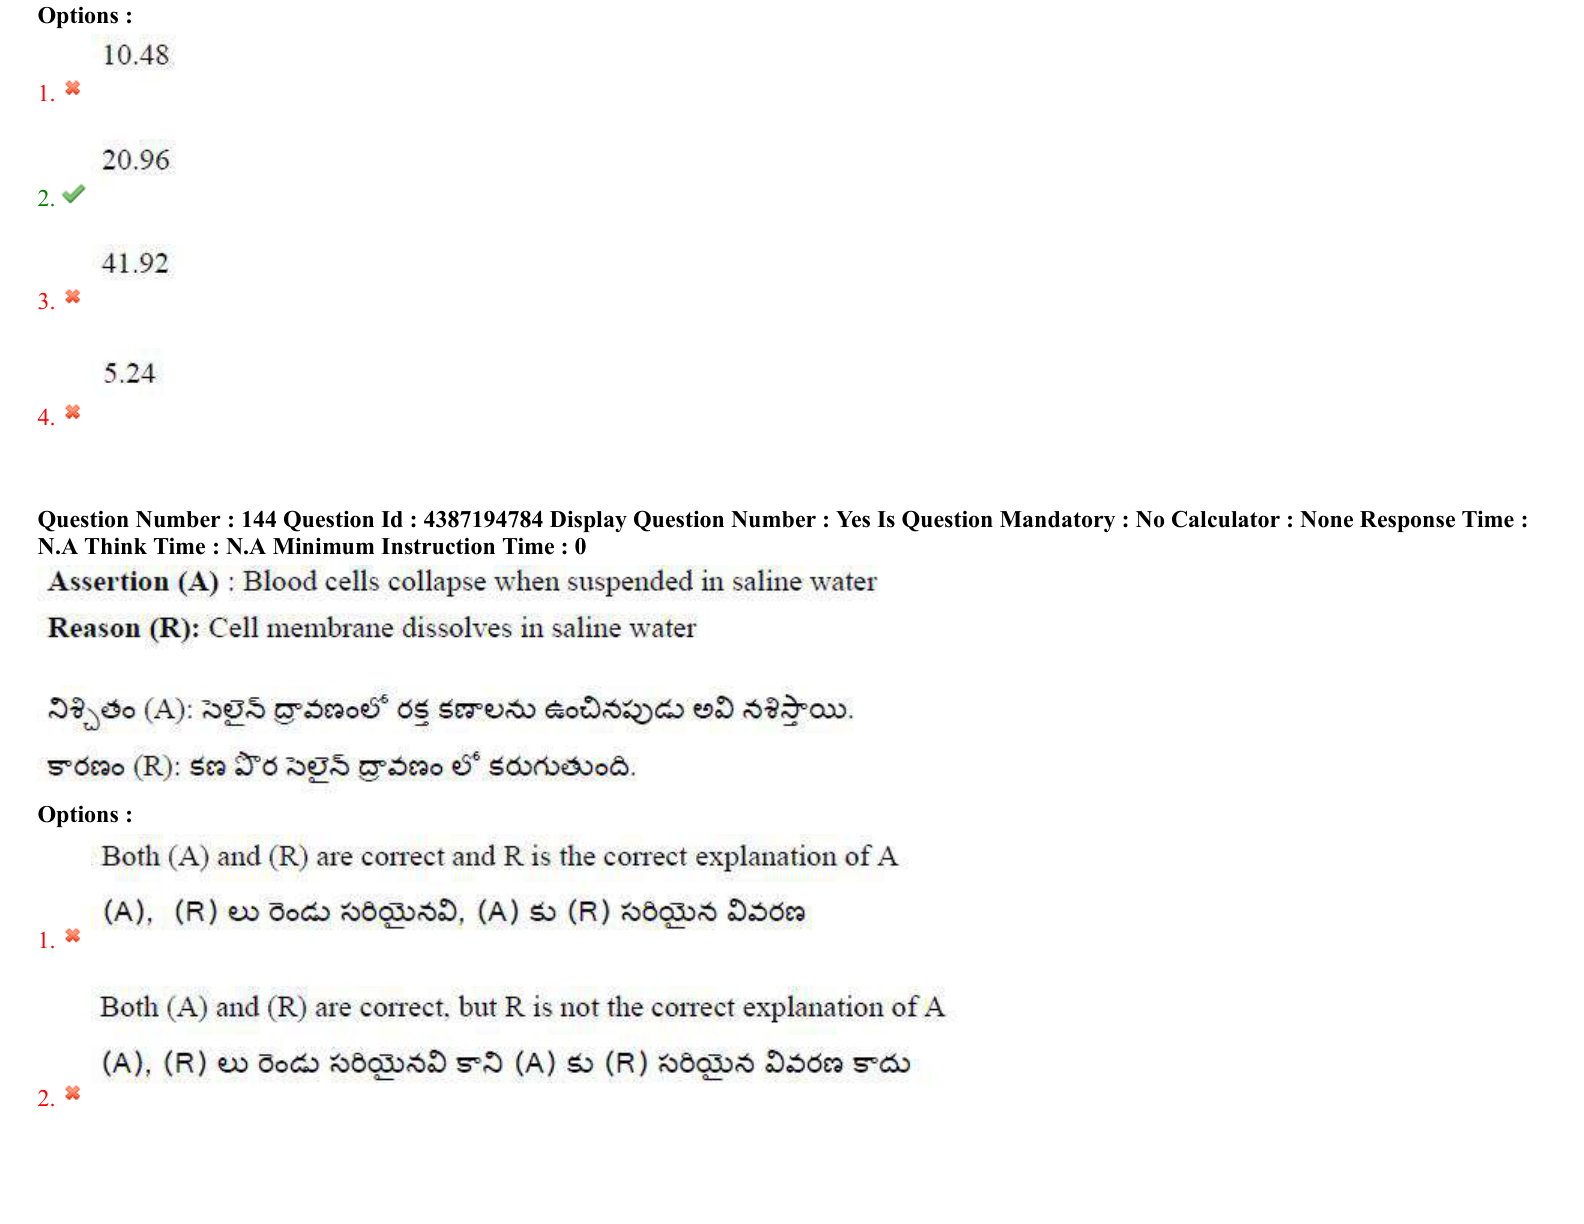 Options :
10.48
1.
20.96
2.
41.92
3.
5.24
4.
Question Number : 144 Question Id : 4387194784 Display Question Number : Yes Is Question Mandatory : No Calculator : None Response Time :
N.A Think Time : N.A Minimum Instruction Time : 0
Assertion (A) : Blood cells collapse when suspended in saline water
Reason (R): Cell membrane dissolves in saline water
నిశ్చితం (A): సెలైన్ ద్రావణంలో రక్త కణాలను ఉంచినపుడు అవి నశిస్తాయి.
కారణం (R): కణ పొర సెలైన్ ద్రావణం లో కరుగుతుంది.
Options :
Both (A) and (R) are correct and R is the correct explanation of A
(A), (R) లు రెండు సరియైనవి, (A) కు (R) సరియైన వివరణ
1.
Both (A) and (R) are correct, but R is not the correct explanation of A
(A), (R) లు రెండు సరియైనవి కాని (A) కు (R) సరియైన వివరణ కాదు
2.